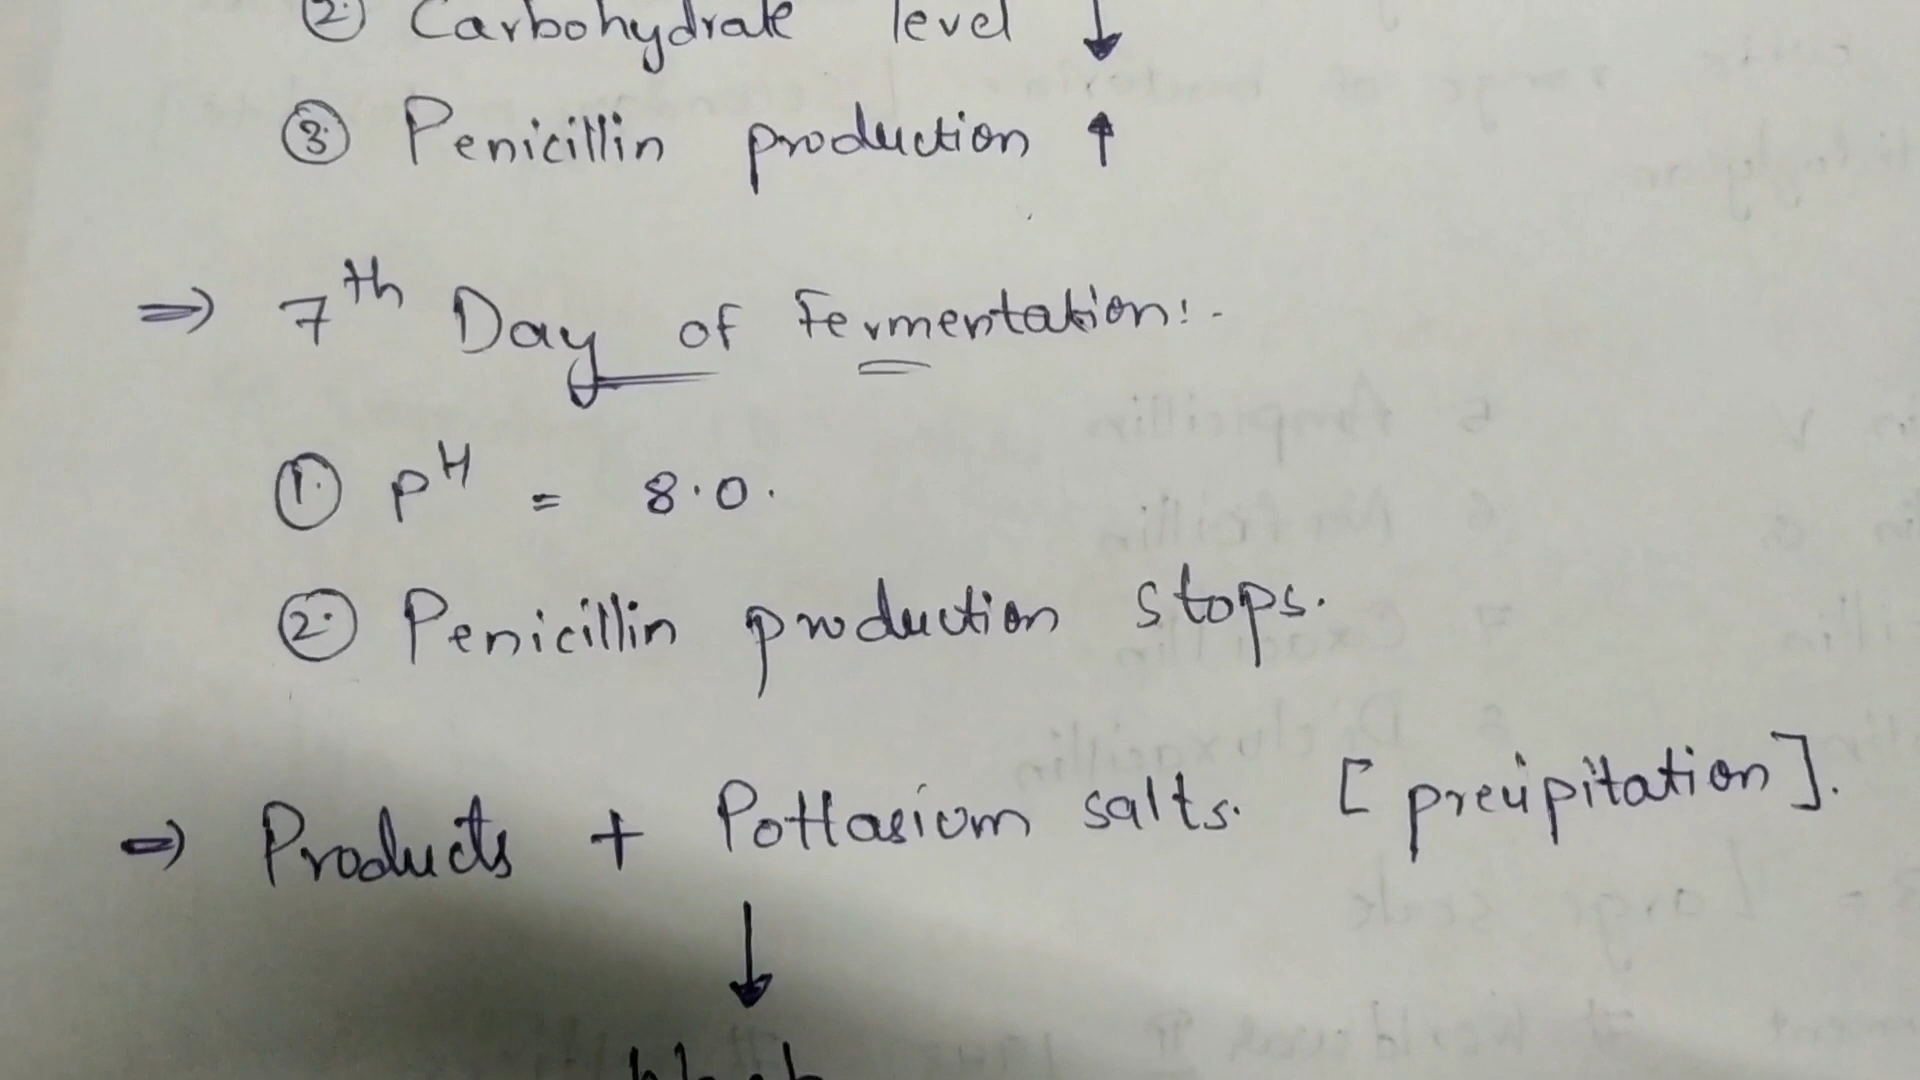 ② Carbohydrate level ↓
③ Penicillin production ↑
⇒ 7th Day of Fermentation:-
① pH = 8.0.
② Penicillin production stops.
⇒ Products + Pottasium salts. [precipitation].
↓